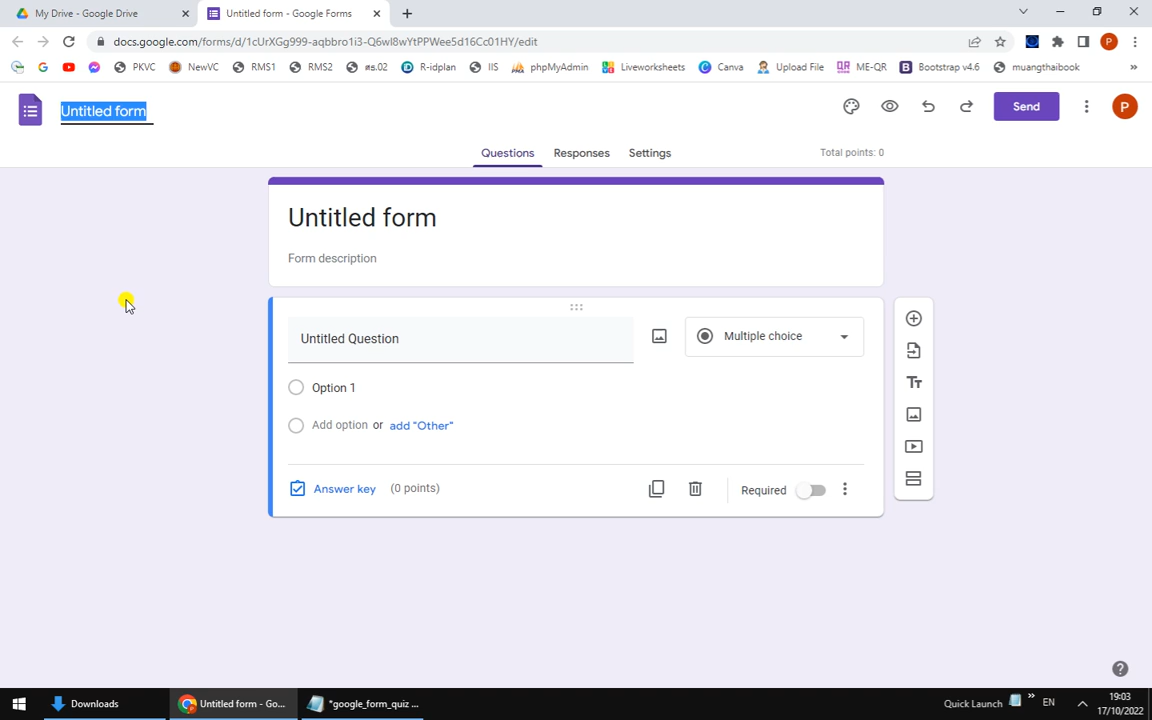 My Drive - Google Drive
Untitled form - Google Forms
docs.google.com/forms/d/1cUrXGg999-aqbbro1i3-Q6wI8wYtPPWee5d16Cc01HY/edit
P
PKVC
NewVC
RMS1
RMS2
ศธ.02
R-idplan
IIS
phpMyAdmin
Liveworksheets
Canva
Upload File
ME-QR
Bootstrap v4.6
muangthaibook
»
Untitled form
Send
P
Questions
Responses
Settings
Total points: 0
Untitled form
Form description
Untitled Question
Multiple choice
Option 1
Add option or add "Other"
Answer key (0 points)
Required
Downloads
Untitled form - Go...
*google_form_quiz ...
Quick Launch
»
EN
19:03
17/10/2022